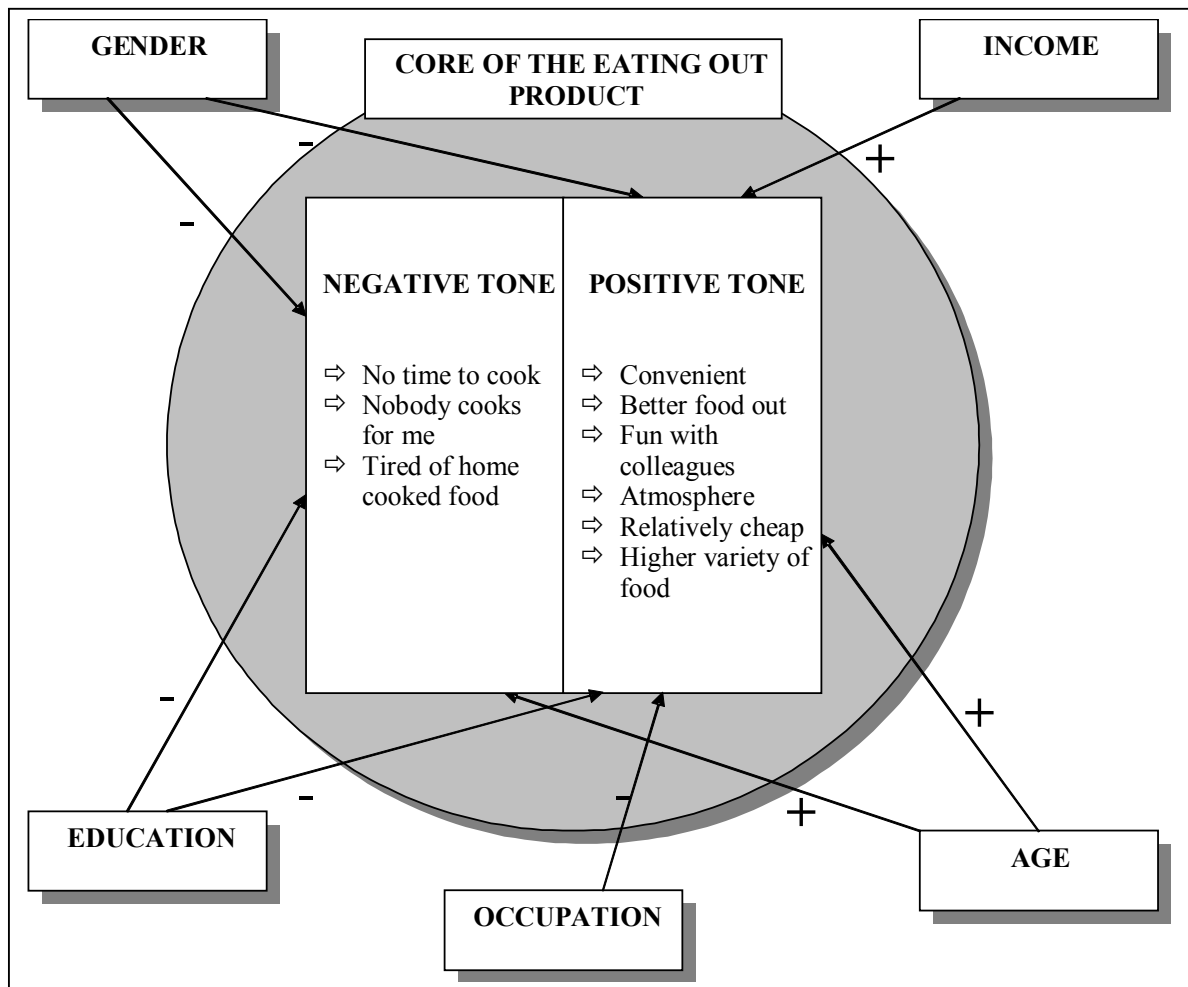 GENDER
INCOME
CORE OF THE EATING OUT
PRODUCT
-
+
-
NEGATIVE TONE
⇨ No time to cook
⇨ Nobody cooks
for me
⇨ Tired of home
cooked food
POSITIVE TONE
⇨ Convenient
⇨ Better food out
⇨ Fun with
colleagues
⇨ Atmosphere
⇨ Relatively cheap
⇨ Higher variety of
food
-
+
-
-
+
EDUCATION
AGE
OCCUPATION